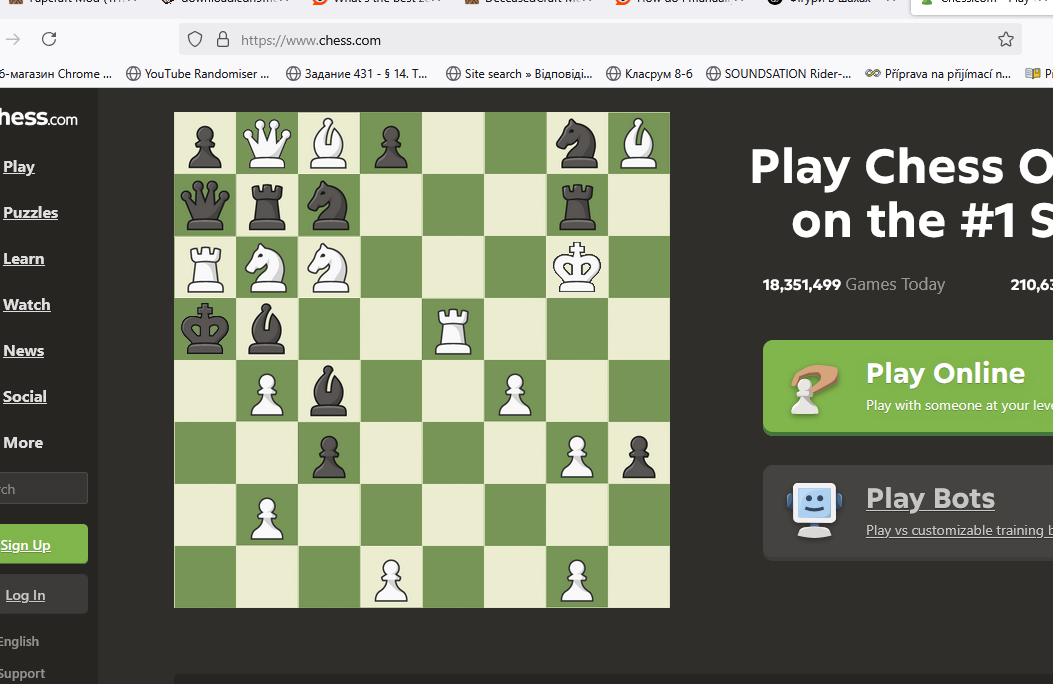 https://www.chess.com
б-магазин Chrome ...
YouTube Randomiser ...
Задание 431 - § 14. Т...
Site search » Відповіді...
Класрум 8-б
SOUNDSATION Rider-...
Příprava na přijímací n...
hess.com
Play
Puzzles
Learn
Watch
News
Social
More
rch
Sign Up
Log In
English
Support
Play Chess O
on the #1 S
18,351,499 Games Today
210,63
Play Online
Play with someone at your leve
Play Bots
Play vs customizable training b